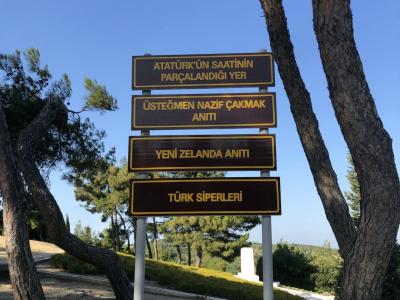 ATATÜRK'ÜN SAATİNİN
PARÇALANDIĞI YER
ÜSTEĞMEN NAZİF ÇAKMAK
ANITI
YENİ ZELANDA ANITI
TÜRK SİPERLERİ